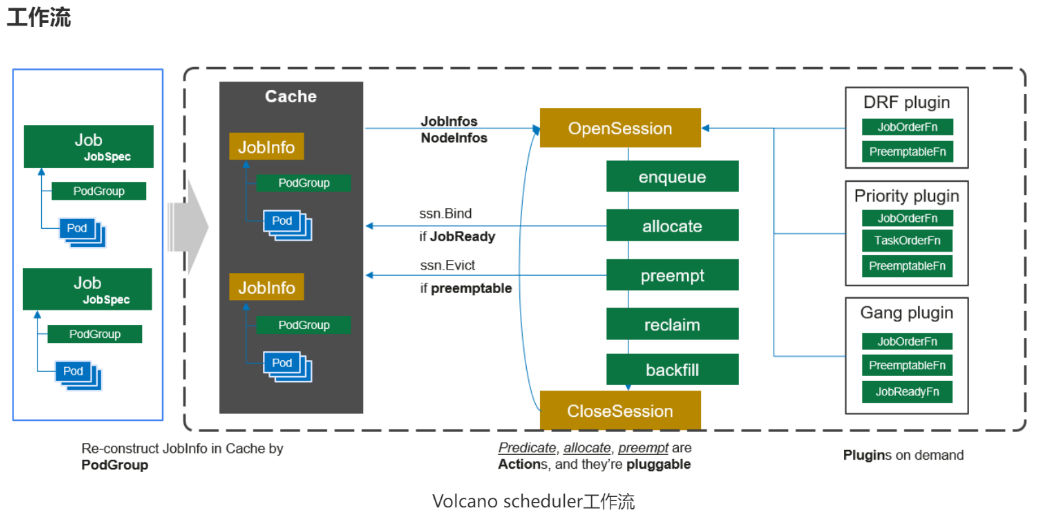 工作流
Job
JobSpec
PodGroup
Pod
Job
JobSpec
PodGroup
Pod
Cache
JobInfo
PodGroup
Pod
JobInfo
PodGroup
Pod
JobInfos
NodeInfos
ssn.Bind
if JobReady
ssn.Evict
if preemptable
OpenSession
enqueue
allocate
preempt
reclaim
backfill
CloseSession
DRF plugin
JobOrderFn
PreemptableFn
Priority plugin
JobOrderFn
TaskOrderFn
PreemptableFn
Gang plugin
JobOrderFn
PreemptableFn
JobReadyFn
Re-construct JobInfo in Cache by
PodGroup
Predicate, allocate, preempt are
Actions, and they're pluggable
Plugins on demand
Volcano scheduler工作流